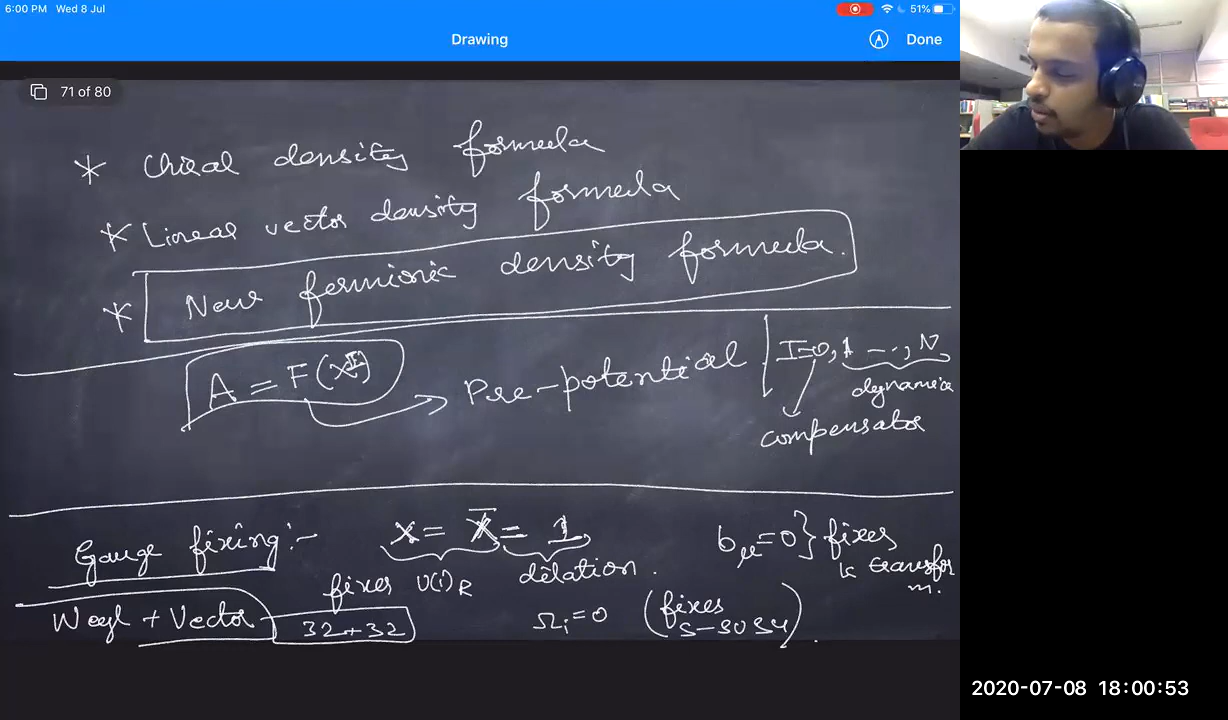 6:00 PM Wed 8 Jul
51%
Drawing
Done
71 of 80
* Chiral density formula
* Linear vector density formula
* New fermionic density formula.
A = F(X^I) → Pre-potential | I=0, 1 --., N
dynamical
compensator
Gauge fixing:- X = X̄ = 1 b_μ = 0 } fixes
fixes U(1)_R dilation. K transfor
m.
Weyl + Vector 32+32 Ω_i = 0 (fixes
S-SUSY).
2020-07-08 18:00:53